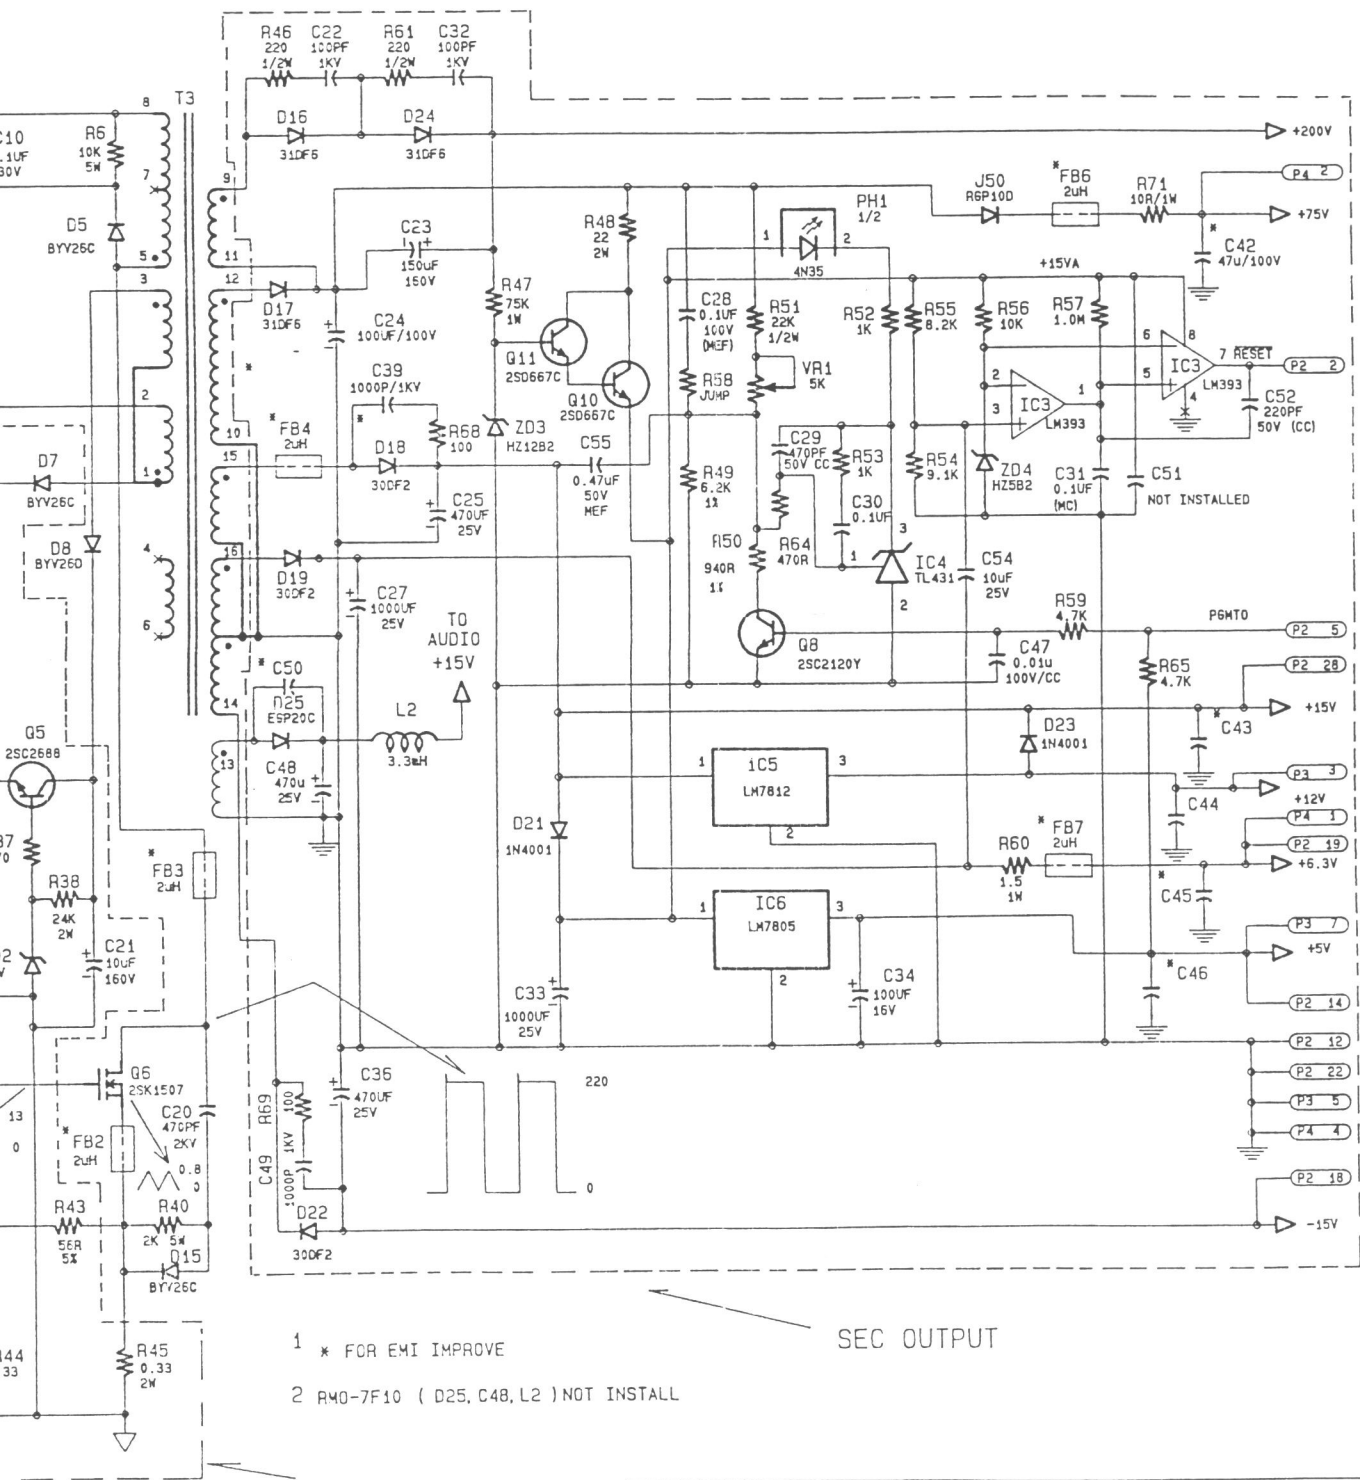 R46
220
1/2W
C22
100PF
1KV
R61
220
1/2W
C32
100PF
1KV
T3
8
7
5
3
2
1
4
6
9
11
12
10
15
16
14
13
R6
10K
5W
D5
BYV26C
D16
31DF6
D24
31DF6
+200V
J50
R6P10D
*
FB6
2uH
R71
10R/1W
P4 2
+75V
*
C42
47u/100V
PH1
1/2
1
2
4N35
+15VA
R48
22
2W
C23
150uF
160V
D17
31DF6
C24
100UF/100V
R47
75K
1W
Q11
2SD667C
Q10
2SD667C
C28
0.1UF
100V
(MEF)
R51
22K
1/2W
R52
1K
R55
8.2K
R56
10K
R57
1.0M
6
5
8
4
IC3
LM393
7 RESET
P2 2
C52
220PF
50V (CC)
2
3
1
IC3
LM393
VR1
5K
R58
JUMP
C39
1000P/1KV
*
R68
100
*
FB4
2uH
D18
30DF2
ZD3
HZ12B2
C55
0.47uF
50V
MEF
R49
6.2K
1%
C29
470PF
50V CC
R53
1K
C30
0.1UF
R54
9.1K
ZD4
HZ5B2
C31
0.1UF
(MC)
C51
NOT INSTALLED
C25
470UF
25V
D7
BYV26C
D8
BYV26D
D19
30DF2
C27
1000UF
25V
R50
940R
1%
R64
470R
3
1
2
IC4
TL431
C54
10uF
25V
TO
AUDIO
+15V
Q8
2SC2120Y
C47
0.01u
100V/CC
R59
4.7K
PGMTO
P2 5
R65
4.7K
P2 28
+15V
*
C43
*
C50
D25
ESP20C
L2
3.3mH
C48
470u
25V
D23
1N4001
IC5
LM7812
1
3
2
P3 3
C44
+12V
Q5
2SC2688
D21
1N4001
*
FB7
2uH
R60
1.5
1W
P4 1
P2 19
+6.3V
*
C45
*
FB3
2uH
R38
24K
2W
C21
10uF
160V
IC6
LM7805
1
3
2
P3 7
+5V
*
C46
P2 14
C34
100UF
16V
C33
1000UF
25V
P2 12
P2 22
P3 5
P4 4
Q6
2SK1507
C36
470UF
25V
220
0
R69
100
C49
1000P 1KV
C20
470PF
2KV
13
0
*
FB2
2uH
0.8
0
R43
56R
5%
R40
2K 5W
D15
BYV26C
D22
30DF2
P2 18
-15V
SEC OUTPUT
R45
0.33
2W
1 * FOR EMI IMPROVE
2 RMO-7F10 ( D25, C48, L2 ) NOT INSTALL